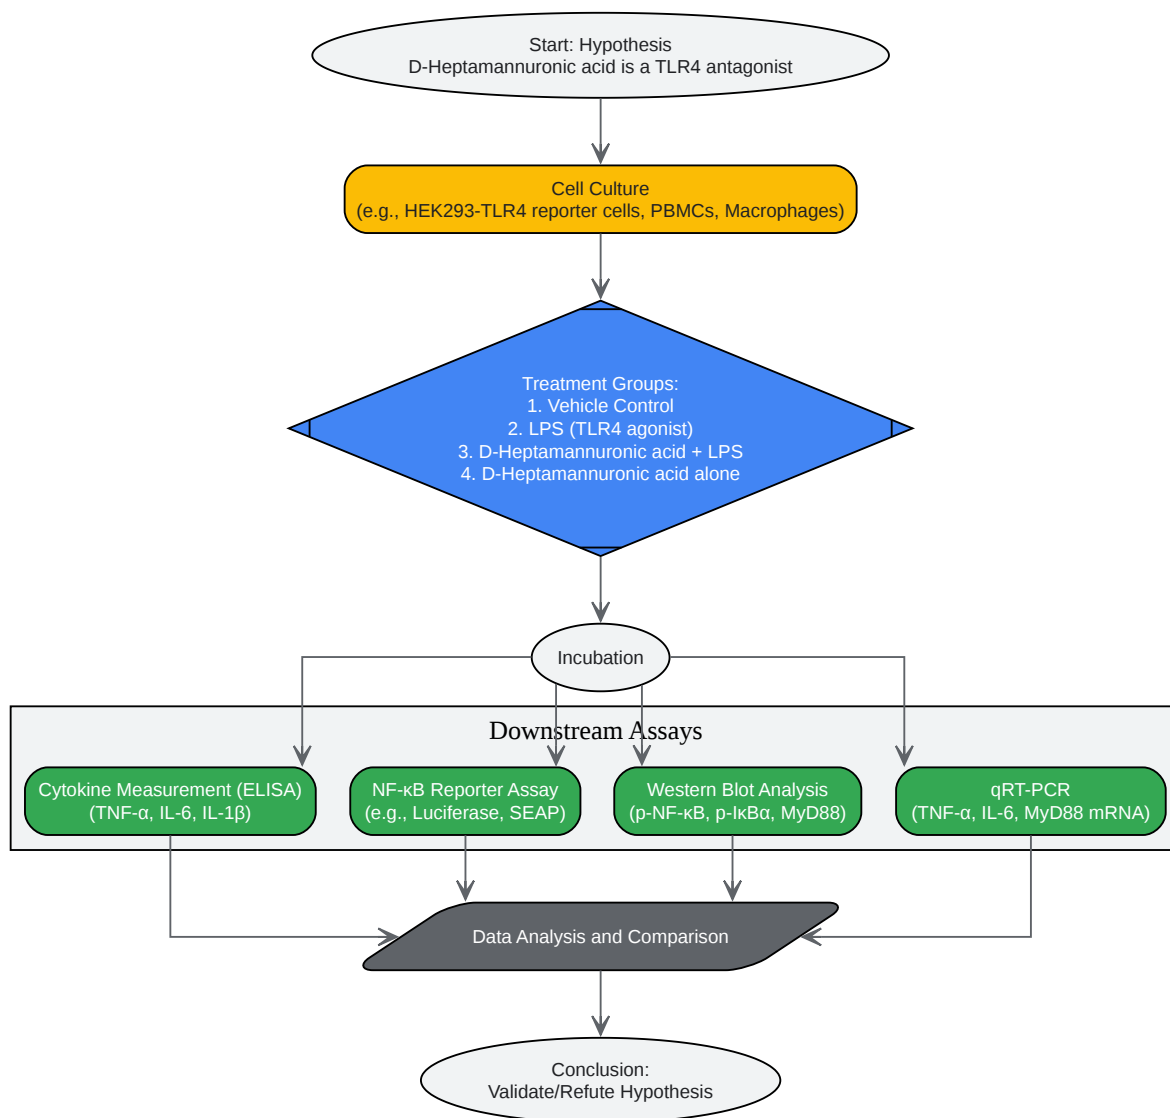 Start: Hypothesis
D-Heptamannuronic acid is a TLR4 antagonist
Cell Culture
(e.g., HEK293-TLR4 reporter cells, PBMCs, Macrophages)
Treatment Groups:
1. Vehicle Control
2. LPS (TLR4 agonist)
3. D-Heptamannuronic acid + LPS
4. D-Heptamannuronic acid alone
Incubation
Downstream Assays
Cytokine Measurement (ELISA)
(TNF-α, IL-6, IL-1β)
NF-κB Reporter Assay
(e.g., Luciferase, SEAP)
Western Blot Analysis
(p-NF-κB, p-IκBα, MyD88)
qRT-PCR
(TNF-α, IL-6, MyD88 mRNA)
Data Analysis and Comparison
Conclusion:
Validate/Refute Hypothesis